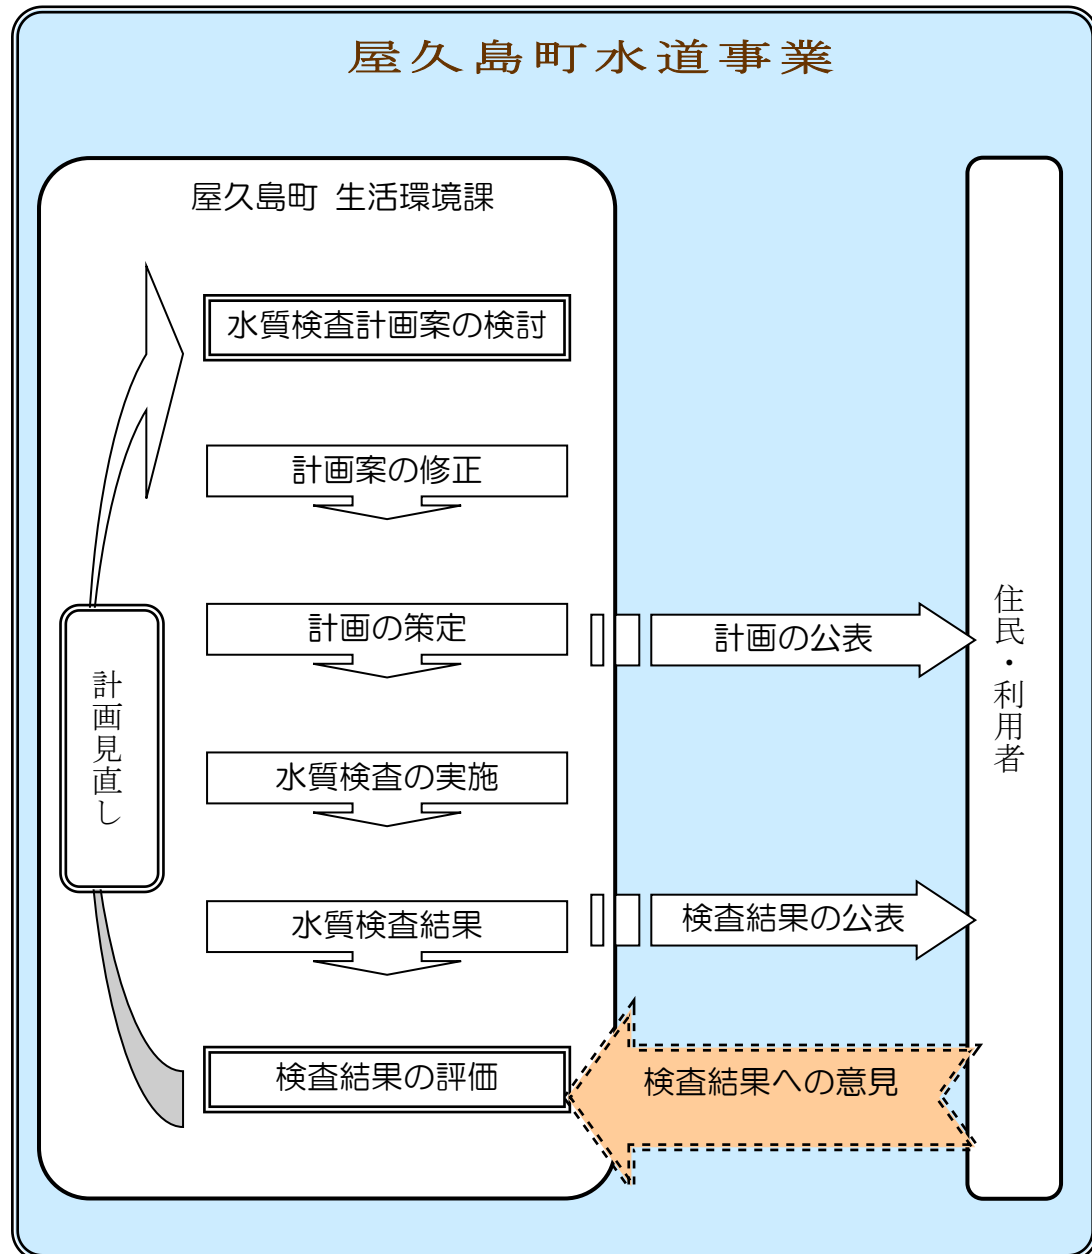 屋久島町水道事業
屋久島町 生活環境課
水質検査計画案の検討
計画案の修正
計画の策定
計画の公表
水質検査の実施
水質検査結果
検査結果の公表
検査結果の評価
検査結果への意見
計画見直し
住民・利用者